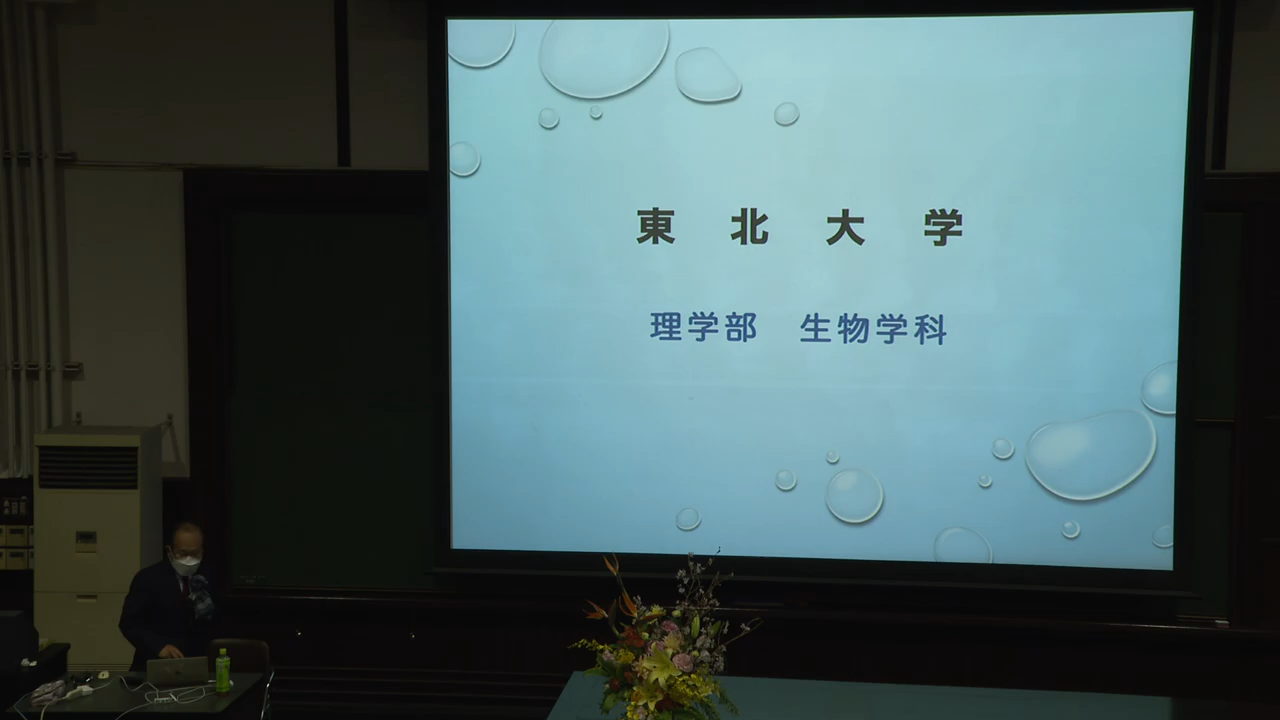 東北大学
理学部　生物学科